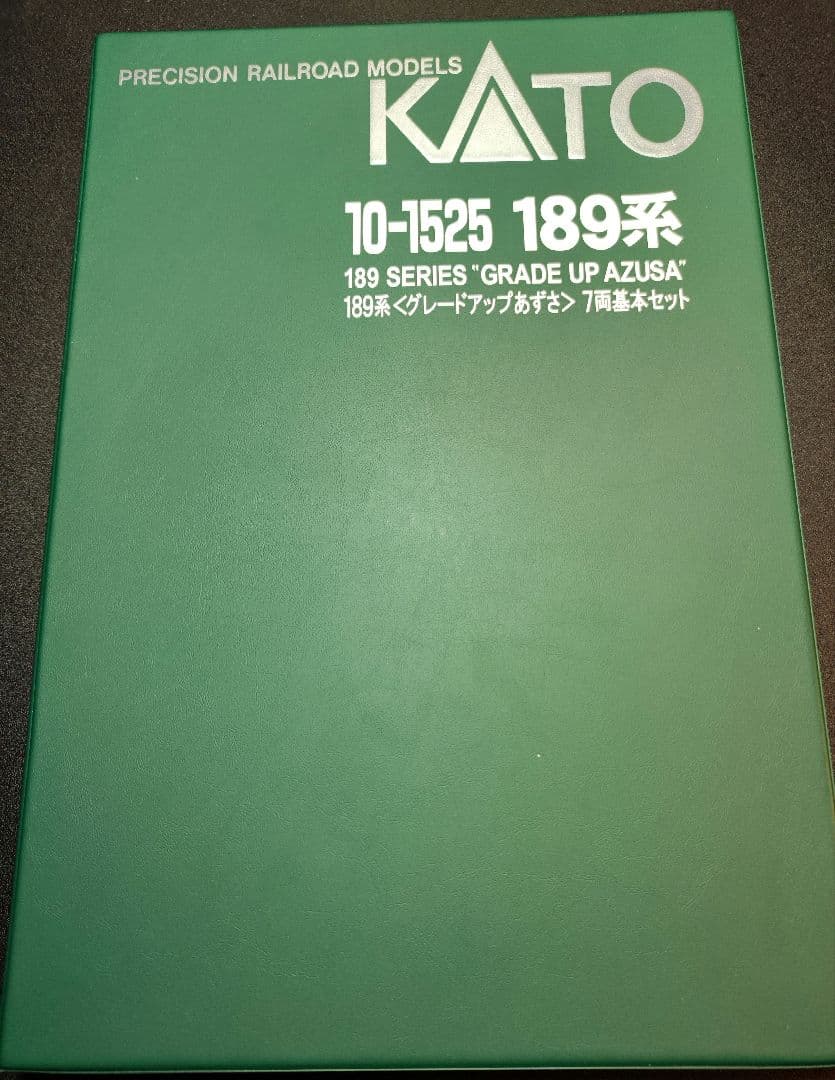 PRECISION RAILROAD MODELS
KATO
10-1525 189系
189 SERIES "GRADE UP AZUSA"
189系<グレードアップあずさ> 7両基本セット